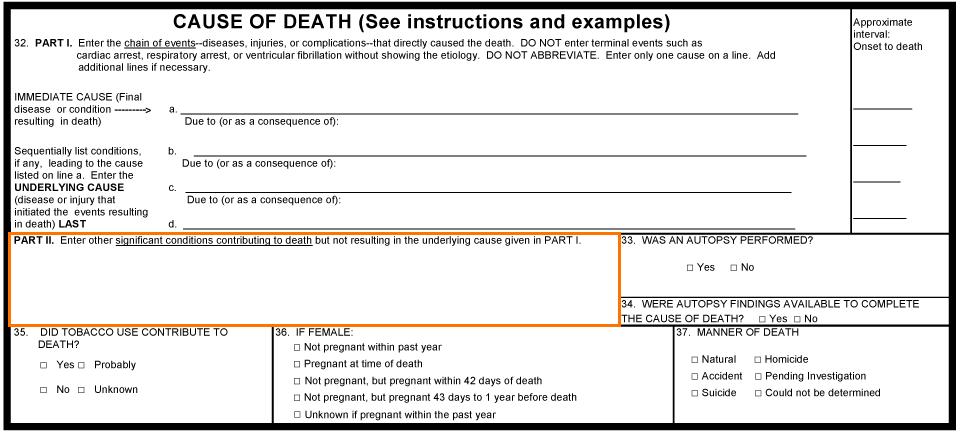 CAUSE OF DEATH (See instructions and examples)
32. PART I. Enter the chain of events--diseases, injuries, or complications--that directly caused the death. DO NOT enter terminal events such as
cardiac arrest, respiratory arrest, or ventricular fibrillation without showing the etiology. DO NOT ABBREVIATE. Enter only one cause on a line. Add
additional lines if necessary.
Approximate
interval:
Onset to death
IMMEDIATE CAUSE (Final
disease or condition ---------> a.
resulting in death) Due to (or as a consequence of):
Sequentially list conditions, b.
if any, leading to the cause Due to (or as a consequence of):
listed on line a. Enter the
UNDERLYING CAUSE c.
(disease or injury that Due to (or as a consequence of):
initiated the events resulting
in death) LAST d.
PART II. Enter other significant conditions contributing to death but not resulting in the underlying cause given in PART I.
33. WAS AN AUTOPSY PERFORMED?
□ Yes □ No
34. WERE AUTOPSY FINDINGS AVAILABLE TO COMPLETE
THE CAUSE OF DEATH? □ Yes □ No
35. DID TOBACCO USE CONTRIBUTE TO
DEATH?
□ Yes □ Probably
□ No □ Unknown
36. IF FEMALE:
□ Not pregnant within past year
□ Pregnant at time of death
□ Not pregnant, but pregnant within 42 days of death
□ Not pregnant, but pregnant 43 days to 1 year before death
□ Unknown if pregnant within the past year
37. MANNER OF DEATH
□ Natural □ Homicide
□ Accident □ Pending Investigation
□ Suicide □ Could not be determined